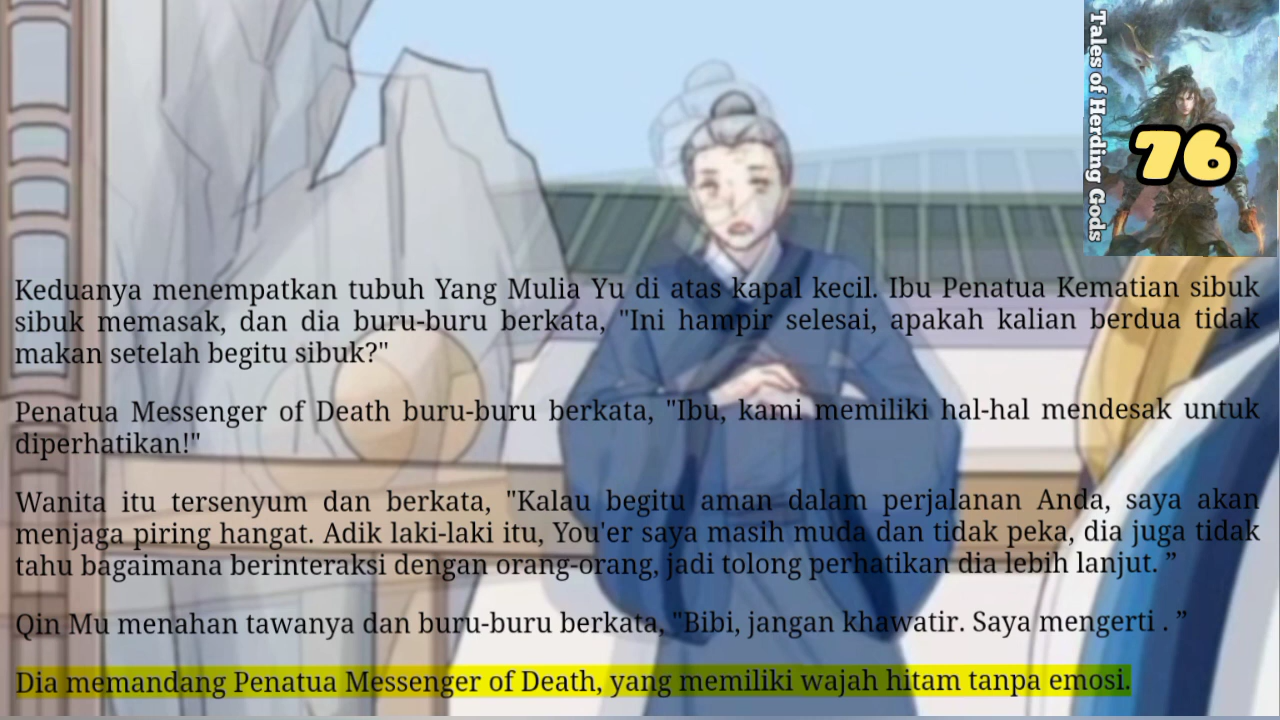 Tales of Herding Gods
76
Keduanya menempatkan tubuh Yang Mulia Yu di atas kapal kecil. Ibu Penatua Kematian sibuk
sibuk memasak, dan dia buru-buru berkata, "Ini hampir selesai, apakah kalian berdua tidak
makan setelah begitu sibuk?"
Penatua Messenger of Death buru-buru berkata, "Ibu, kami memiliki hal-hal mendesak untuk
diperhatikan!"
Wanita itu tersenyum dan berkata, "Kalau begitu aman dalam perjalanan Anda, saya akan
menjaga piring hangat. Adik laki-laki itu, You'er saya masih muda dan tidak peka, dia juga tidak
tahu bagaimana berinteraksi dengan orang-orang, jadi tolong perhatikan dia lebih lanjut. ”
Qin Mu menahan tawanya dan buru-buru berkata, "Bibi, jangan khawatir. Saya mengerti . ”
Dia memandang Penatua Messenger of Death, yang memiliki wajah hitam tanpa emosi.